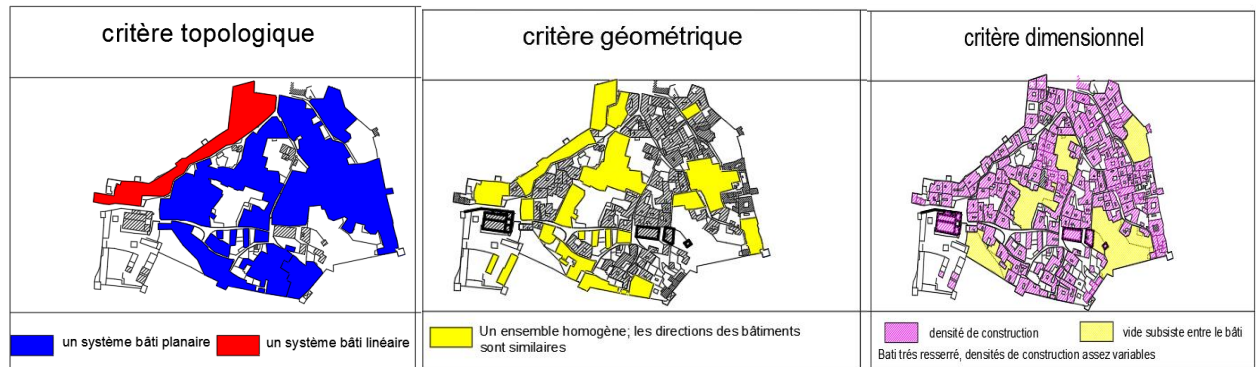 critère topologique
critère géométrique
critère dimensionnel
un système bâti planaire
un système bâti linéaire
Un ensemble homogène; les directions des bâtiments
sont similaires
densité de construction
vide subsiste entre le bâti
Bati trés resserré, densités de construction assez variables